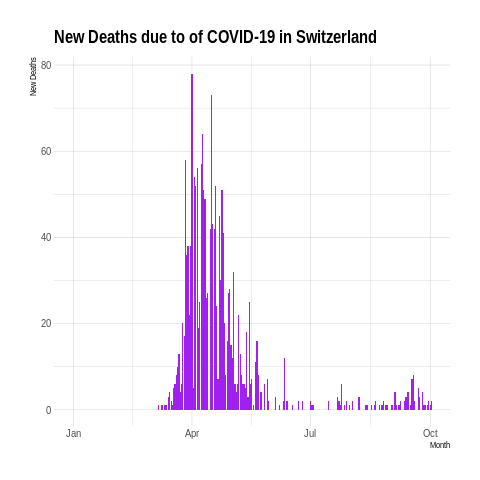 New Deaths due to of COVID-19 in Switzerland
New Deaths
80
60
40
20
0
Jan Apr Jul Oct
Month